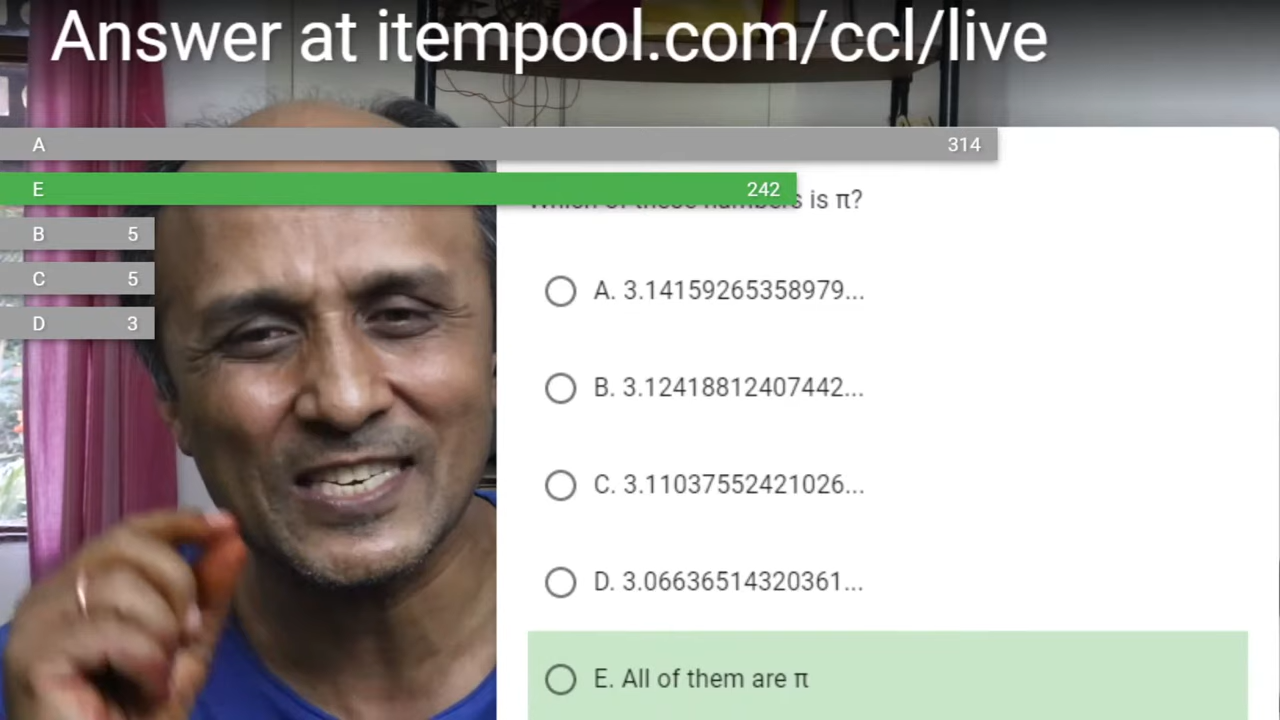 Answer at itempool.com/ccl/live
A 314
E 242
is π?
B 5
C 5
D 3
A. 3.14159265358979...
B. 3.12418812407442...
C. 3.11037552421026...
D. 3.06636514320361...
E. All of them are π